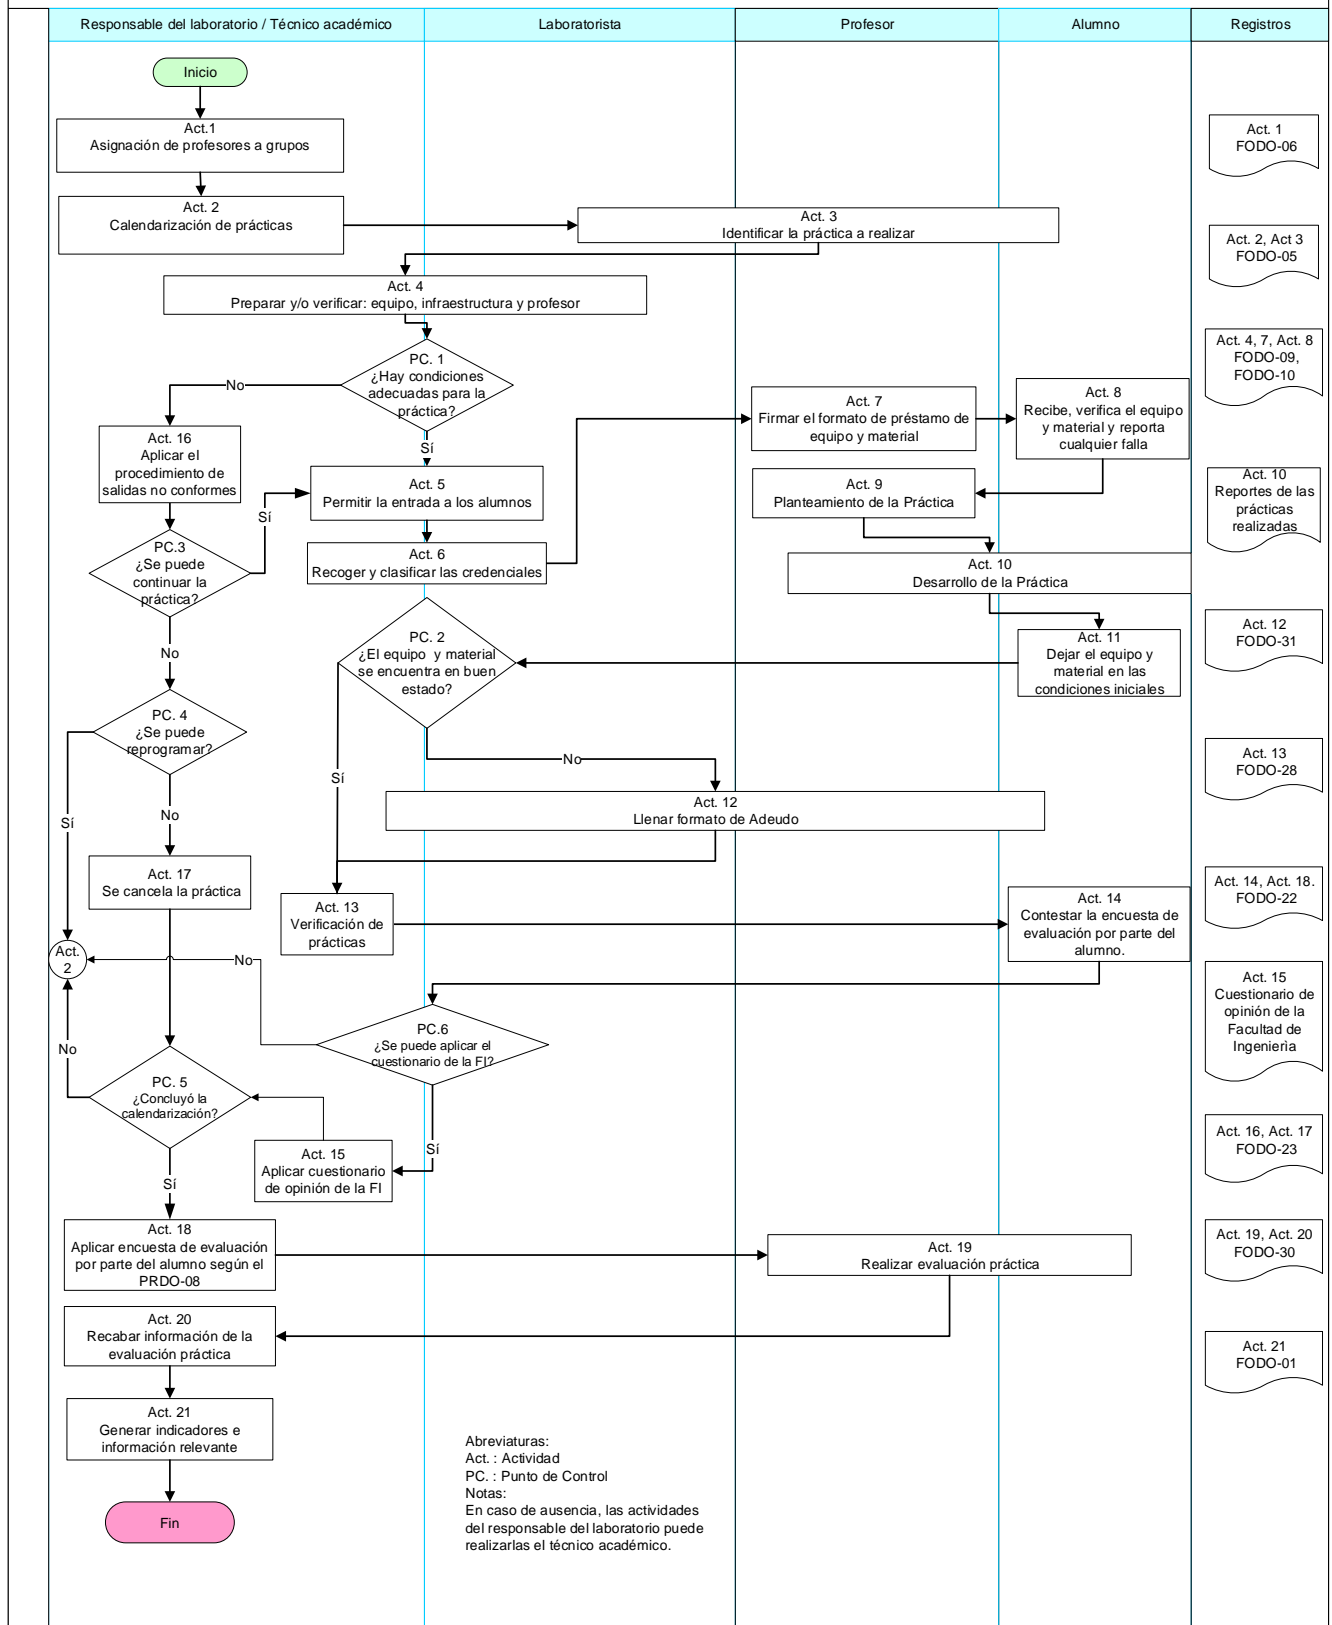 Responsable del laboratorio / Técnico académico
Laboratorista
Profesor
Alumno
Registros
Inicio
Act.1
Asignación de profesores a grupos
Act. 1
FODO-06
Act. 2
Calendarización de prácticas
Act. 3
Identificar la práctica a realizar
Act. 2, Act 3
FODO-05
Act. 4
Preparar y/o verificar: equipo, infraestructura y profesor
PC. 1
¿Hay condiciones
adecuadas para la
práctica?
No
Sí
Act. 4, 7, Act. 8
FODO-09,
FODO-10
Act. 7
Firmar el formato de préstamo de
equipo y material
Act. 8
Recibe, verifica el equipo
y material y reporta
cualquier falla
Act. 16
Aplicar el
procedimiento de
salidas no conformes
Act. 5
Permitir la entrada a los alumnos
Sí
Act. 9
Planteamiento de la Práctica
Act. 10
Reportes de las
prácticas
realizadas
PC.3
¿Se puede
continuar la
práctica?
Act. 6
Recoger y clasificar las credenciales
Act. 10
Desarrollo de la Práctica
No
PC. 2
¿El equipo  y material
se encuentra en buen
estado?
Act. 11
Dejar el equipo y
material en las
condiciones iniciales
Act. 12
FODO-31
PC. 4
¿Se puede
reprogramar?
No
Sí
Act. 13
FODO-28
Sí
No
Act. 12
Llenar formato de Adeudo
Act. 17
Se cancela la práctica
Act. 13
Verificación de
prácticas
Act. 14
Contestar la encuesta de
evaluación por parte del
alumno.
Act. 14, Act. 18.
FODO-22
Act.
2
No
Act. 15
Cuestionario de
opinión de la
Facultad de
Ingenierìa
PC.6
¿Se puede aplicar el
cuestionario de la FI?
No
PC. 5
¿Concluyó la
calendarización?
Sí
Act. 15
Aplicar cuestionario
de opinión de la FI
Act. 16, Act. 17
FODO-23
Sí
Act. 18
Aplicar encuesta de evaluación
por parte del alumno según el
PRDO-08
Act. 19
Realizar evaluación práctica
Act. 19, Act. 20
FODO-30
Act. 20
Recabar información de la
evaluación práctica
Act. 21
FODO-01
Act. 21
Generar indicadores e
información relevante
Abreviaturas:
Act. : Actividad
PC. : Punto de Control
Notas:
En caso de ausencia, las actividades
del responsable del laboratorio puede
realizarlas el técnico académico.
Fin